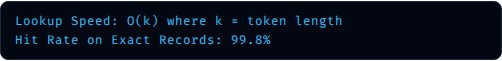 Lookup Speed: O(k) where k = token length
Hit Rate on Exact Records: 99.8%